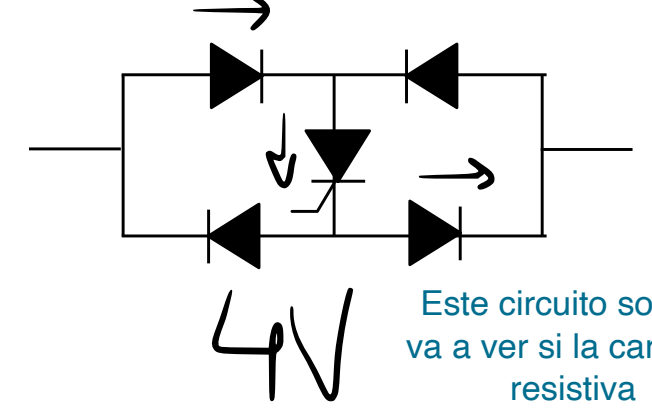 4V
Este circuito so
va a ver si la car
resistiva